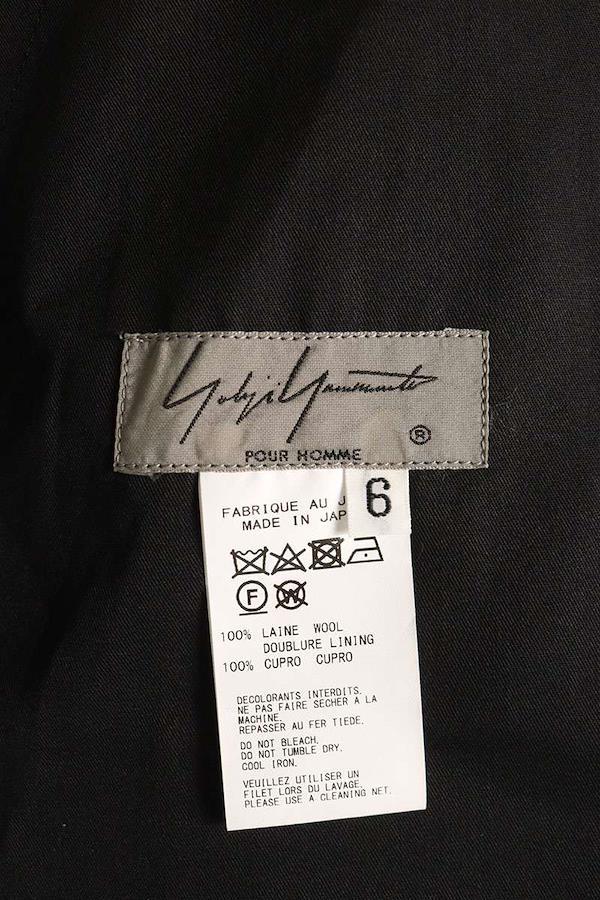 Yohji Yamamoto
®
POUR HOMME
6
FABRIQUE AU J
MADE IN JAP
F
W
100% LAINE WOOL
DOUBLURE LINING
100% CUPRO CUPRO
DECOLORANTS INTERDITS.
NE PAS FAIRE SECHER A LA
MACHINE.
REPASSER AU FER TIEDE.
DO NOT BLEACH.
DO NOT TUMBLE DRY.
COOL IRON.
VEUILLEZ UTILISER UN
FILET LORS DU LAVAGE.
PLEASE USE A CLEANING NET.